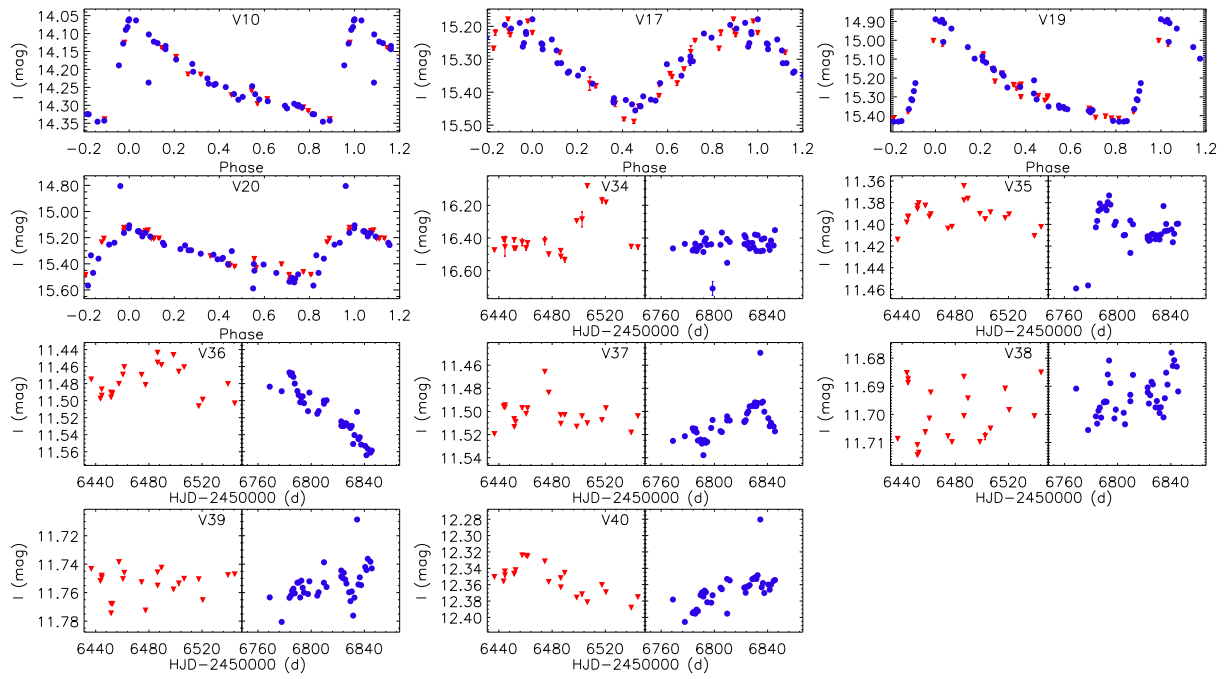 V10 V17 V19
I (mag) 14.05 14.10 14.15 14.20 14.25 14.30 14.35
I (mag) 15.20 15.30 15.40 15.50
I (mag) 14.90 15.00 15.10 15.20 15.30 15.40
-0.2 0.0 0.2 0.4 0.6 0.8 1.0 1.2 -0.2 0.0 0.2 0.4 0.6 0.8 1.0 1.2 -0.2 0.0 0.2 0.4 0.6 0.8 1.0 1.2
Phase Phase Phase
V20 V34 V35
I (mag) 14.80 15.00 15.20 15.40 15.60
I (mag) 16.20 16.40 16.60
I (mag) 11.36 11.38 11.40 11.42 11.44 11.46
-0.2 0.0 0.2 0.4 0.6 0.8 1.0 1.2 6440 6480 6520 6760 6800 6840 6440 6480 6520 6760 6800 6840
Phase HJD-2450000 (d) HJD-2450000 (d)
V36 V37 V38
I (mag) 11.44 11.46 11.48 11.50 11.52 11.54 11.56
I (mag) 11.46 11.48 11.50 11.52 11.54
I (mag) 11.68 11.69 11.70 11.71
6440 6480 6520 6760 6800 6840 6440 6480 6520 6760 6800 6840 6440 6480 6520 6760 6800 6840
HJD-2450000 (d) HJD-2450000 (d) HJD-2450000 (d)
V39 V40
I (mag) 11.72 11.74 11.76 11.78
I (mag) 12.28 12.30 12.32 12.34 12.36 12.38 12.40
6440 6480 6520 6760 6800 6840 6440 6480 6520 6760 6800 6840
HJD-2450000 (d) HJD-2450000 (d)